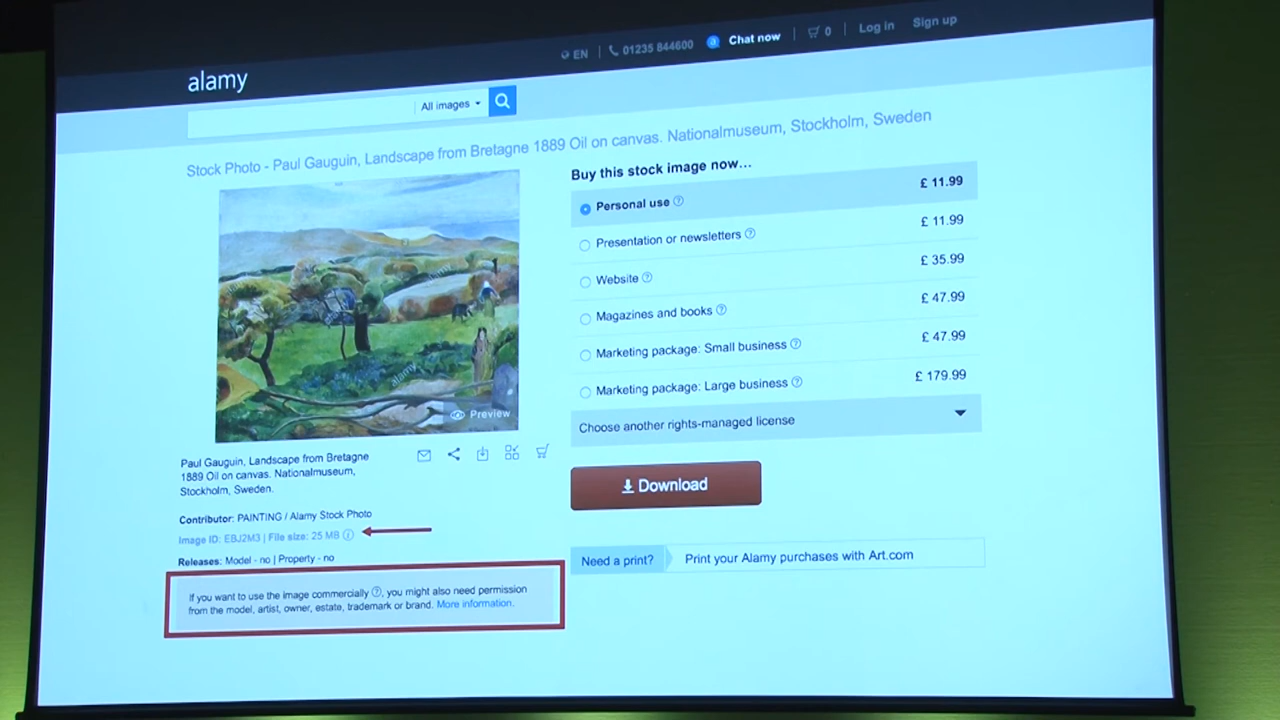 EN | 01235 844600 Chat now | 0 | Log in Sign up
alamy
All images
Stock Photo - Paul Gauguin, Landscape from Bretagne 1889 Oil on canvas. Nationalmuseum, Stockholm, Sweden
Buy this stock image now...
Personal use £ 11.99
Presentation or newsletters £ 11.99
Website £ 35.99
Magazines and books £ 47.99
Marketing package: Small business £ 47.99
Marketing package: Large business £ 179.99
Choose another rights-managed license
Download
Need a print? Print your Alamy purchases with Art.com
alamy
alamy
Preview
Paul Gauguin, Landscape from Bretagne
1889 Oil on canvas. Nationalmuseum,
Stockholm, Sweden.
Contributor: PAINTING / Alamy Stock Photo
Image ID: EBJ2M3 | File size: 25 MB
Releases: Model - no | Property - no
If you want to use the image commercially, you might also need permission
from the model, artist, owner, estate, trademark or brand. More information.